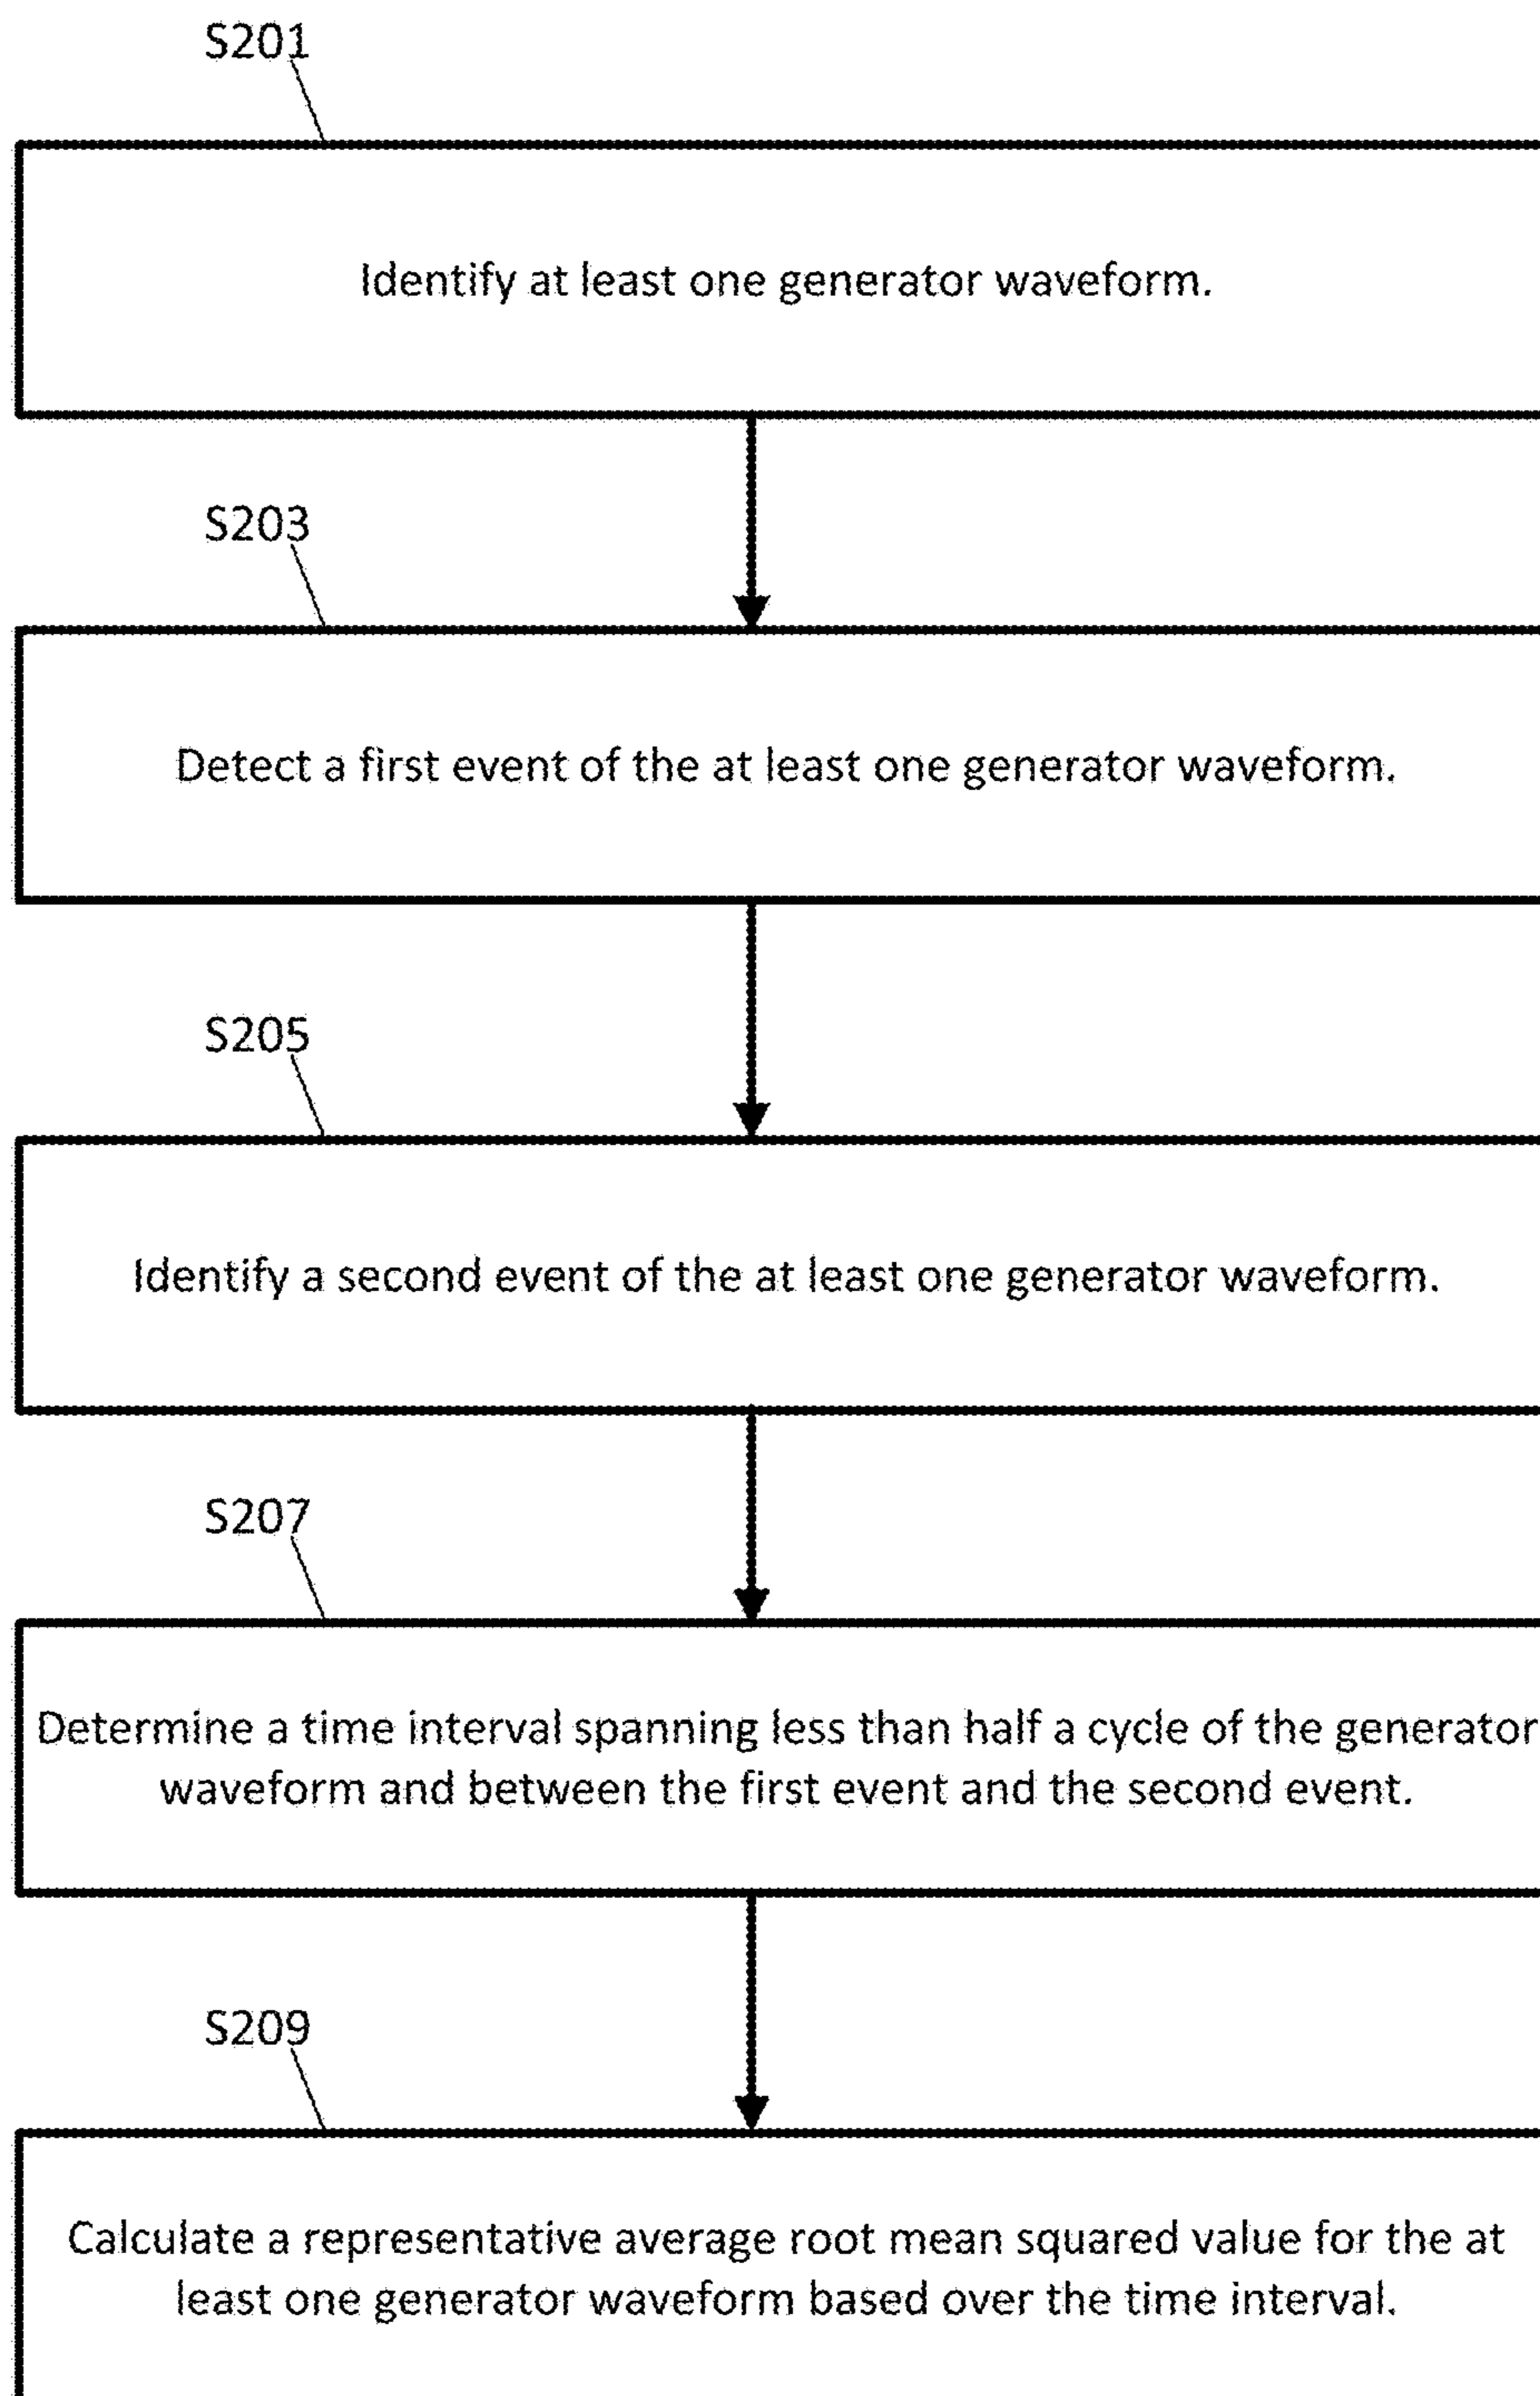 S201
Identify at least one generator waveform.
S203
Detect a first event of the at least one generator waveform.
S205
Identify a second event of the at least one generator waveform.
S207
Determine a time interval spanning less than half a cycle of the generator
waveform and between the first event and the second event.
S209
Calculate a representative average root mean squared value for the at
least one generator waveform based over the time interval.